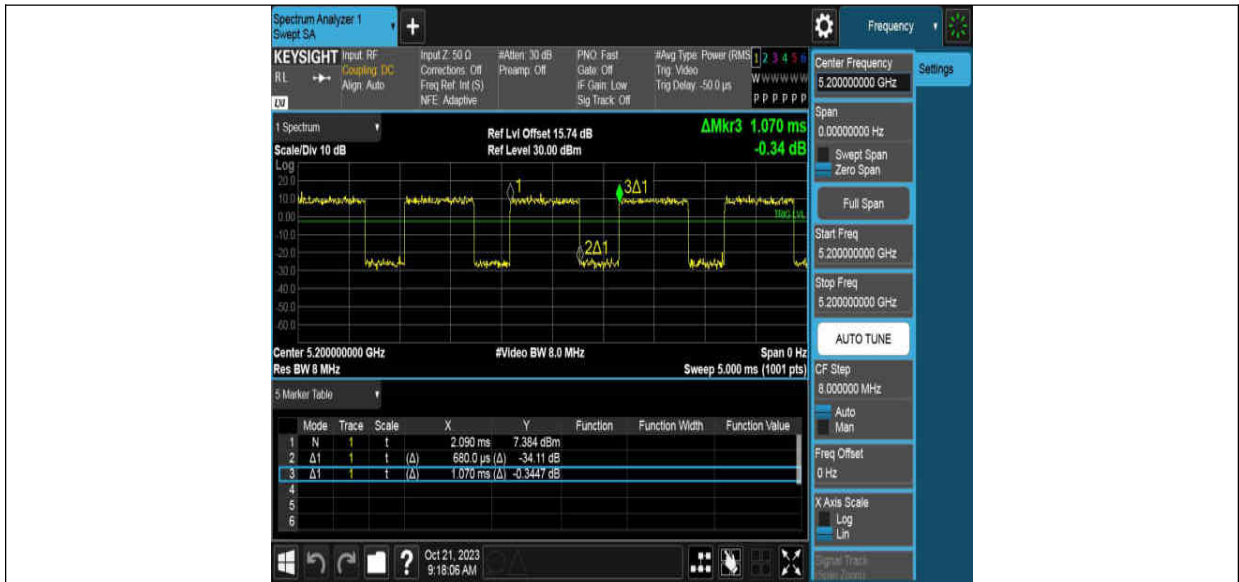 Spectrum Analyzer 1
Swept SA
+
Frequency
KEYSIGHT
RL
LXI
Input: RF
Coupling: DC
Align: Auto
Input Z: 50 Ω
Corrections: Off
Freq Ref: Int (S)
NFE: Adaptive
#Atten: 30 dB
Preamp: Off
PNO: Fast
Gate: Off
IF Gain: Low
Sig Track: Off
#Avg Type: Power (RMS
Trig: Video
Trig Delay: -50.0 µs
1 2 3 4 5 6
W W W W W W
P P P P P P
1 Spectrum
Scale/Div 10 dB
Ref Lvl Offset 15.74 dB
Ref Level 30.00 dBm
ΔMkr3 1.070 ms
-0.34 dB
Log
20.0
10.0
0.00
-10.0
-20.0
-30.0
-40.0
-50.0
-60.0
1
3Δ1
2Δ1
TRIG LVL
Center 5.200000000 GHz
#Video BW 8.0 MHz
Span 0 Hz
Res BW 8 MHz
Sweep 5.000 ms (1001 pts)
5 Marker Table
Mode Trace Scale X Y Function Function Width Function Value
1 N 1 t 2.090 ms 7.384 dBm
2 Δ1 1 t (Δ) 680.0 µs (Δ) -34.11 dB
3 Δ1 1 t (Δ) 1.070 ms (Δ) -0.3447 dB
4
5
6
?
Oct 21, 2023
9:18:06 AM
Center Frequency
5.200000000 GHz
Settings
Span
0.00000000 Hz
Swept Span
Zero Span
Full Span
Start Freq
5.200000000 GHz
Stop Freq
5.200000000 GHz
AUTO TUNE
CF Step
8.000000 MHz
Auto
Man
Freq Offset
0 Hz
X Axis Scale
Log
Lin
Signal Track
(Span Zoom)